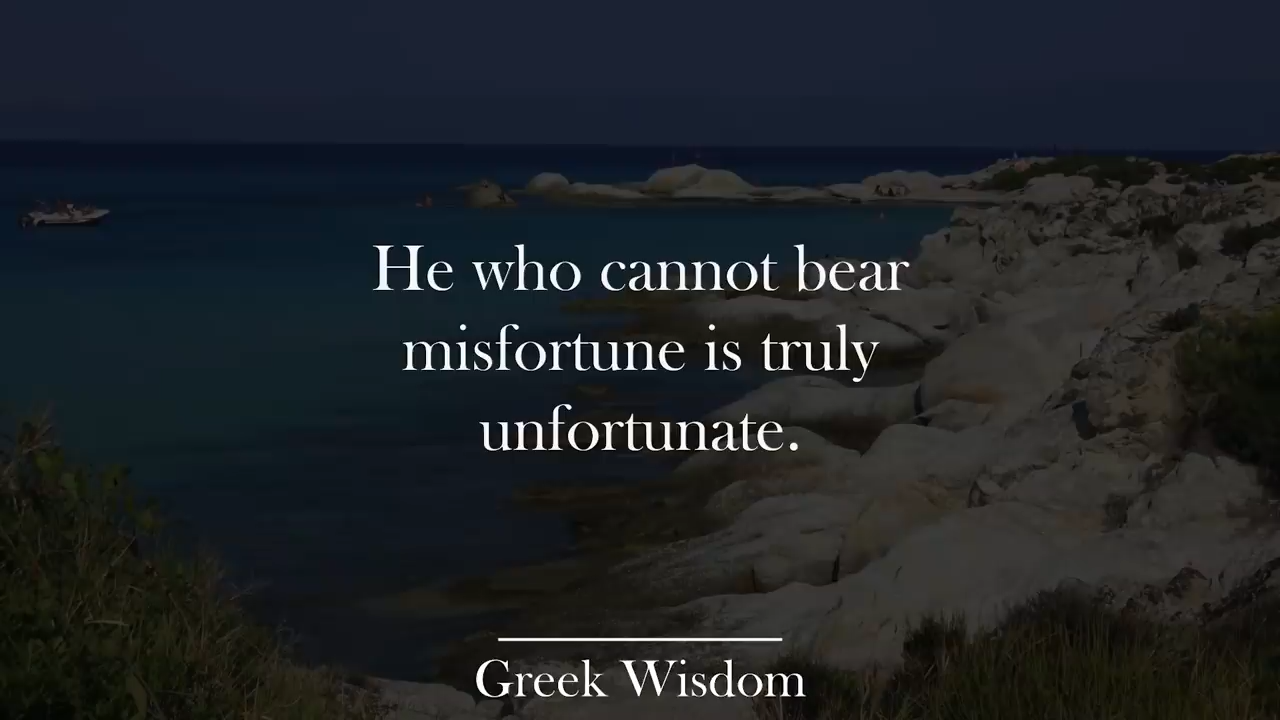 He who cannot bear
misfortune is truly
unfortunate.
Greek Wisdom